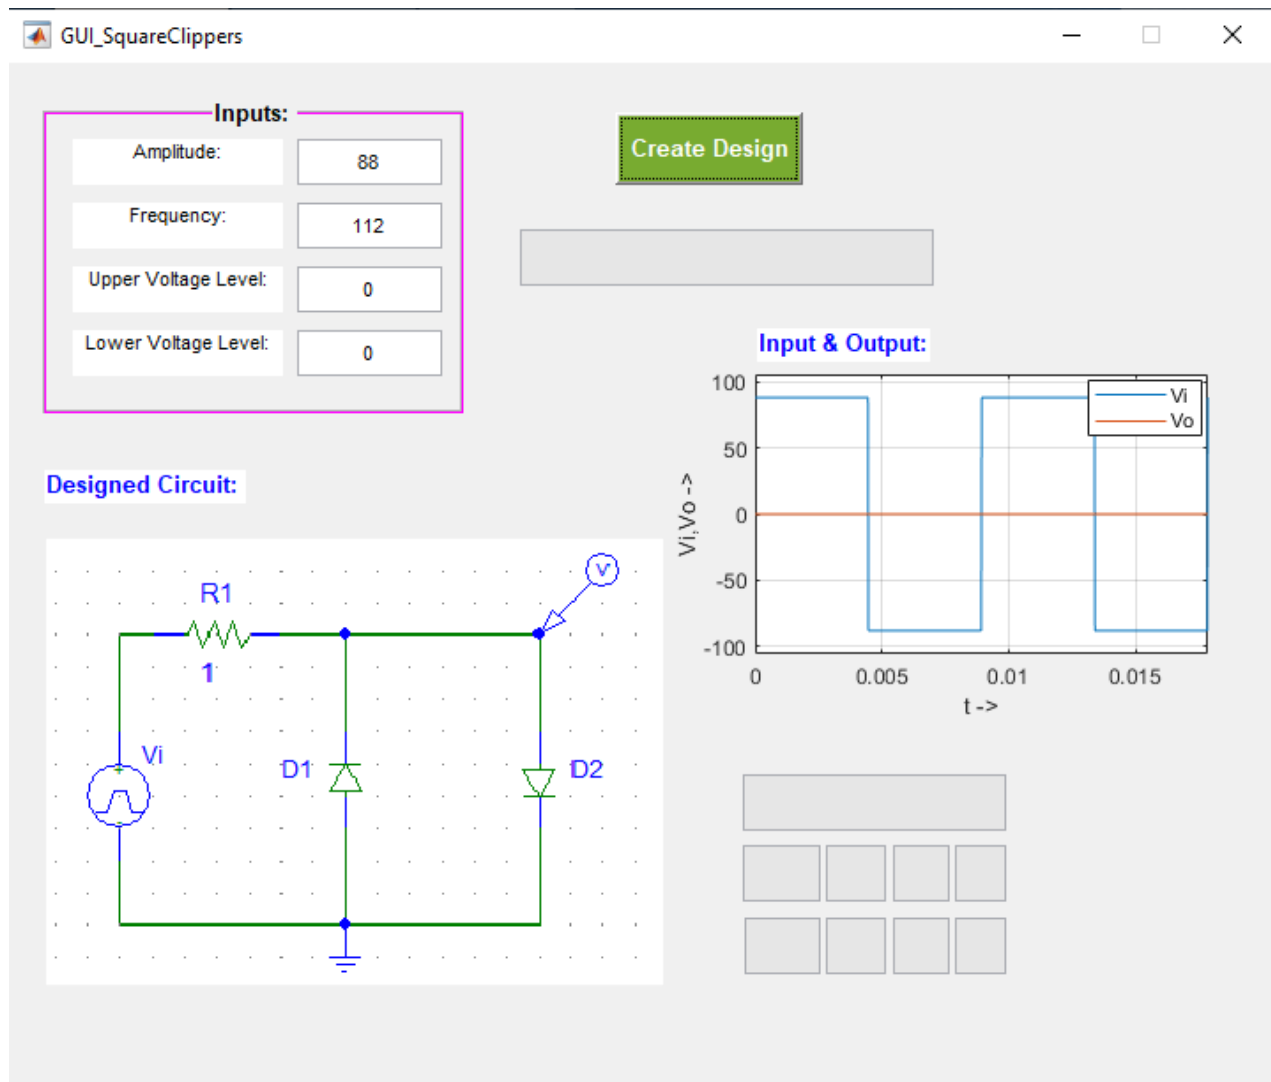 GUI_SquareClippers
Inputs:
Amplitude:
88
Frequency:
112
Upper Voltage Level:
0
Lower Voltage Level:
0
Create Design
Input & Output:
Vi,Vo ->
100
50
0
-50
-100
Vi
Vo
0 0.005 0.01 0.015
t ->
Designed Circuit:
V
R1
1
Vi
D1
D2